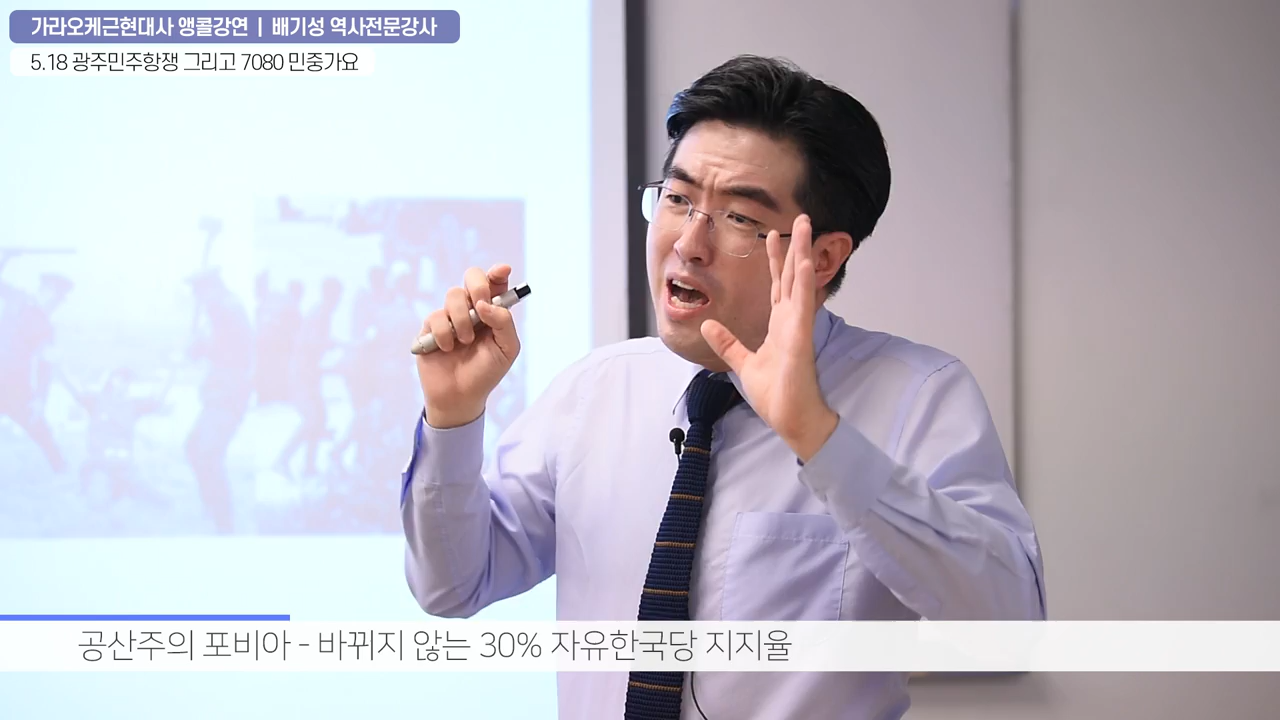 가라오케근현대사 앵콜강연 | 배기성 역사전문강사
5.18 광주민주항쟁 그리고 7080 민중가요
공산주의 포비아 - 바뀌지 않는 30% 자유한국당 지지율